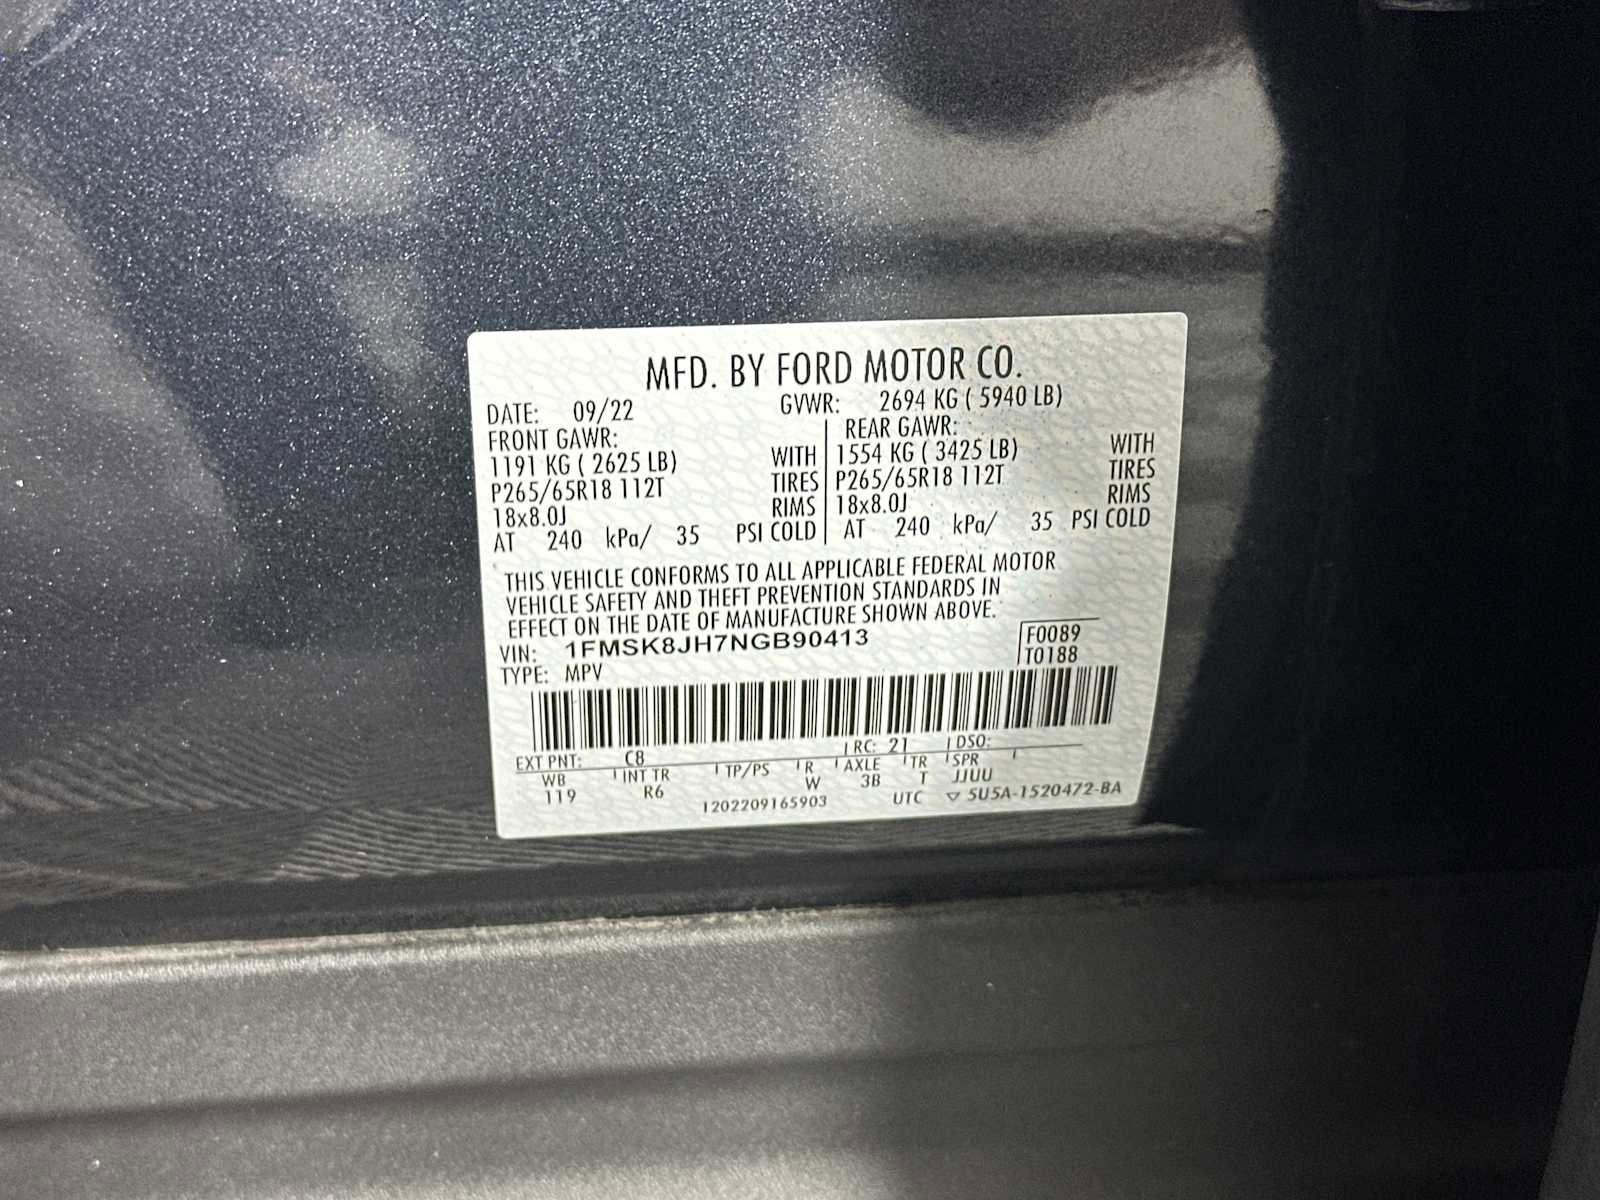 MFD. BY FORD MOTOR CO.
DATE: 09/22 GVWR: 2694 KG ( 5940 LB)
FRONT GAWR: REAR GAWR:
1191 KG ( 2625 LB) WITH 1554 KG ( 3425 LB) WITH
P265/65R18 112T TIRES P265/65R18 112T TIRES
18x8.0J RIMS 18x8.0J RIMS
AT 240 kPa/ 35 PSI COLD AT 240 kPa/ 35 PSI COLD
THIS VEHICLE CONFORMS TO ALL APPLICABLE FEDERAL MOTOR
VEHICLE SAFETY AND THEFT PREVENTION STANDARDS IN
EFFECT ON THE DATE OF MANUFACTURE SHOWN ABOVE.
VIN: 1FMSK8JH7NGB90413 F0089
TYPE: MPV T0188
EXT PNT: C8 RC: 21 DSO:
WB INT TR TP/PS R AXLE TR SPR
119 R6 W 3B T JJUU
1202209165903 UTC ▽ 5U5A-1520472-BA